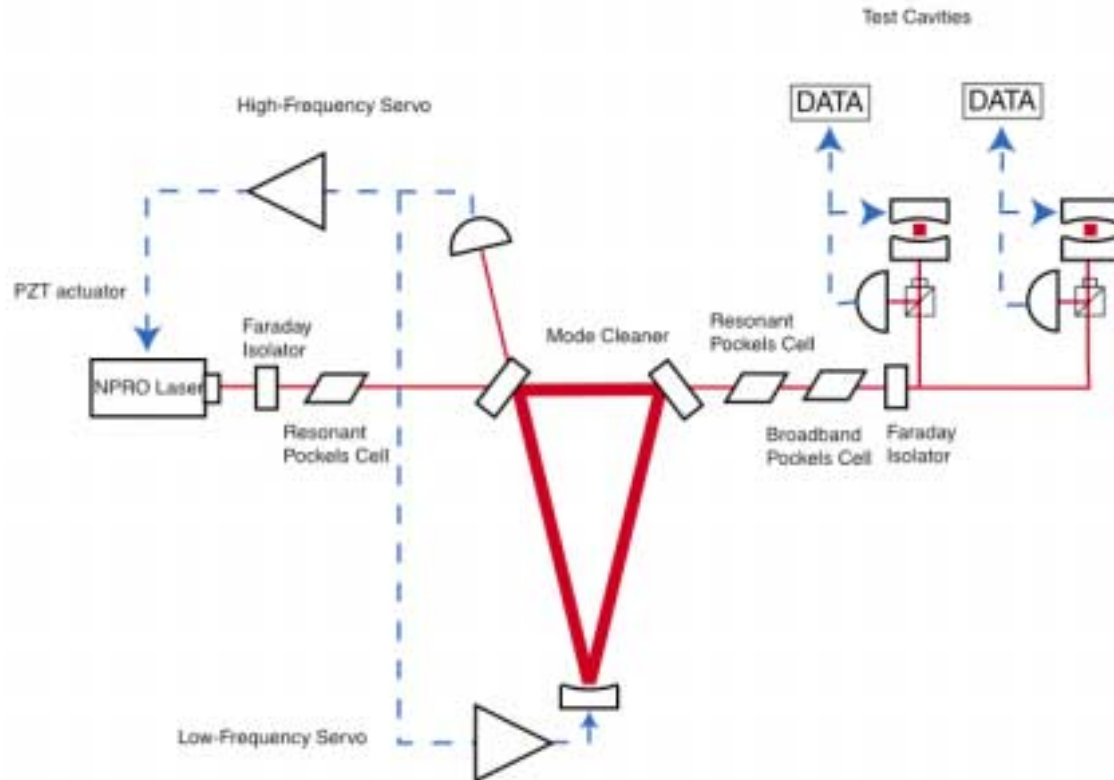 Test Cavities
DATA
DATA
High-Frequency Servo
PZT actuator
Faraday
Isolator
Mode Cleaner
Resonant
Pockels Cell
NPRO Laser
Resonant
Pockels Cell
Broadband
Pockels Cell
Faraday
Isolator
Low-Frequency Servo